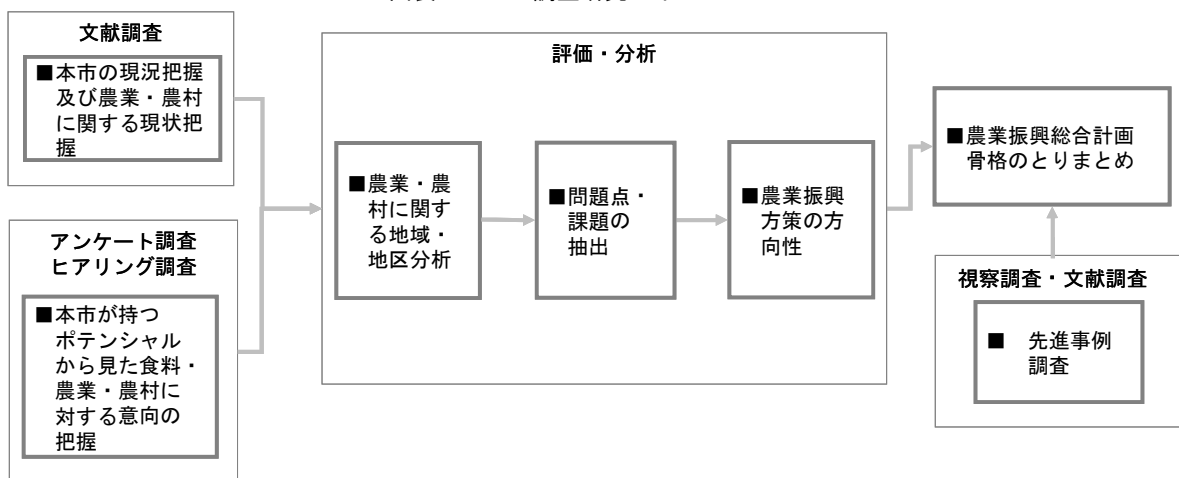 文献調査
■本市の現況把握
及び農業・農村
に関する現状把
握
アンケート調査
ヒアリング調査
■本市が持つ
ポテンシャル
から見た食料・
農業・農村に
対する意向の
把握
評価・分析
■農業・農
村に関す
る地域・
地区分析
■問題点・
課題の
抽出
■農業振興
方策の方
向性
■農業振興総合計画
骨格のとりまとめ
視察調査・文献調査
■ 先進事例
調査